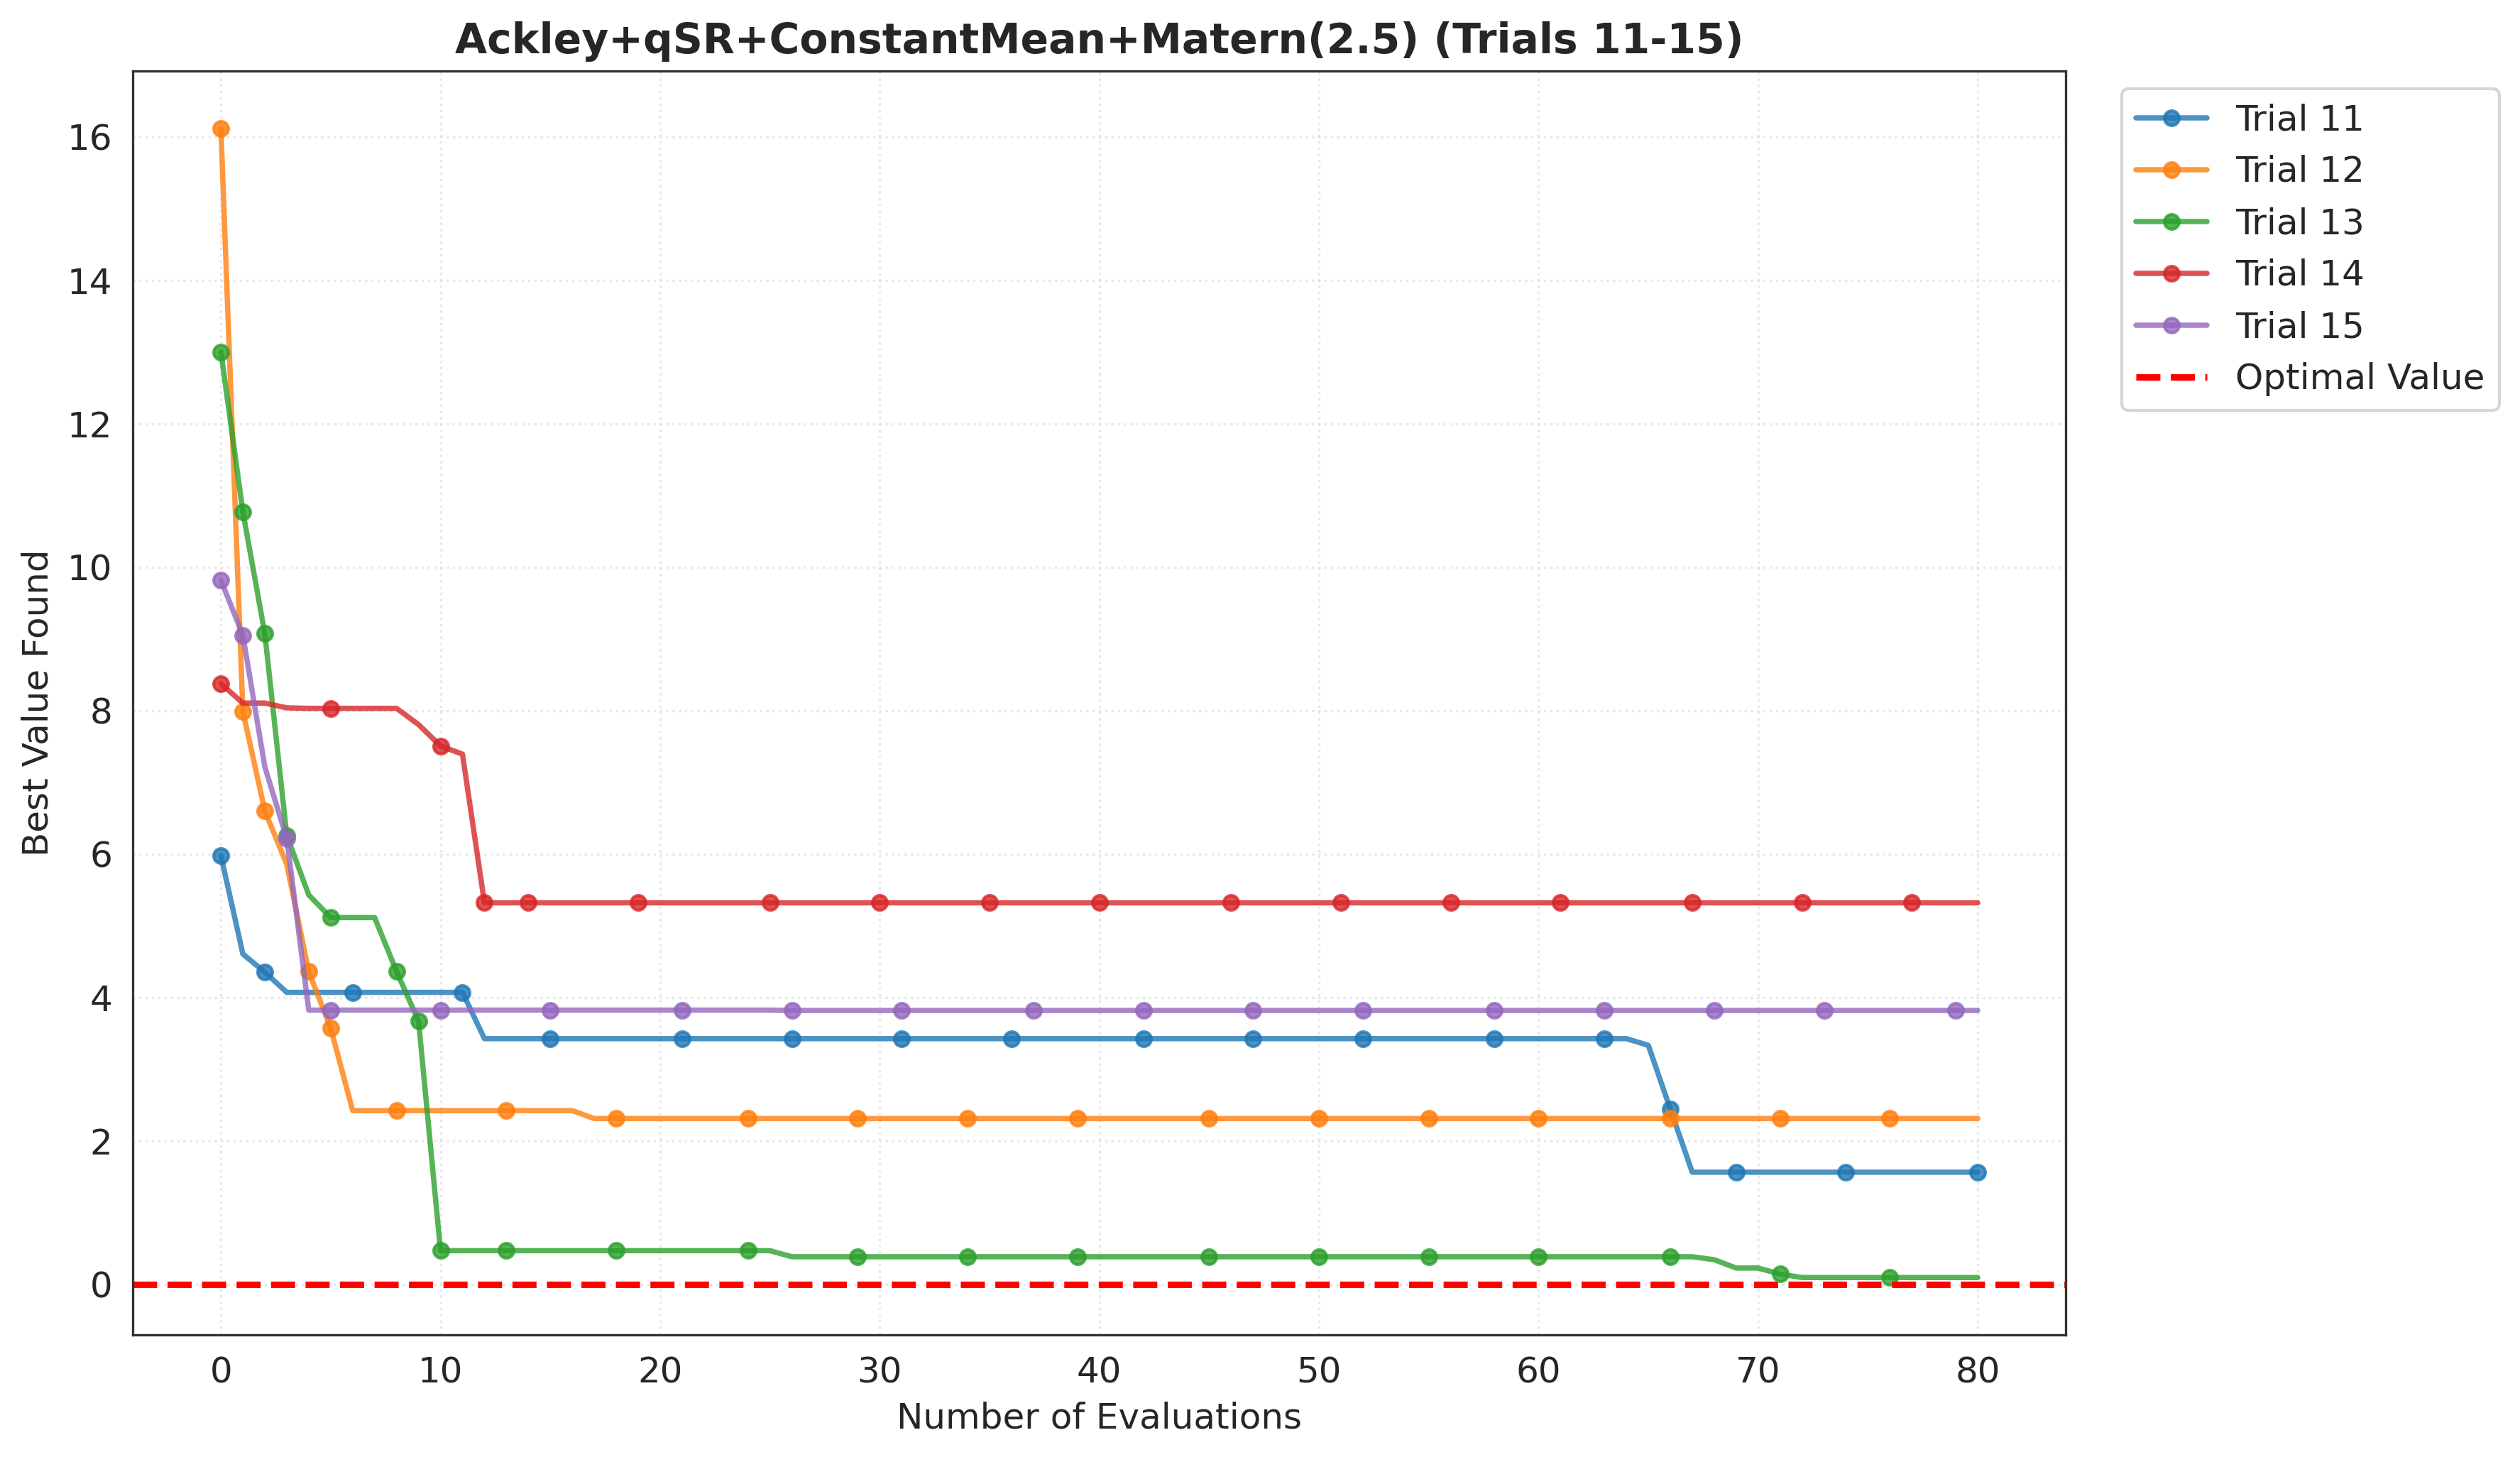 Ackley+qSR+ConstantMean+Matern(2.5) (Trials 11-15)
Best Value Found
16
14
12
10
8
6
4
2
0
0 10 20 30 40 50 60 70 80
Number of Evaluations
Trial 11
Trial 12
Trial 13
Trial 14
Trial 15
Optimal Value